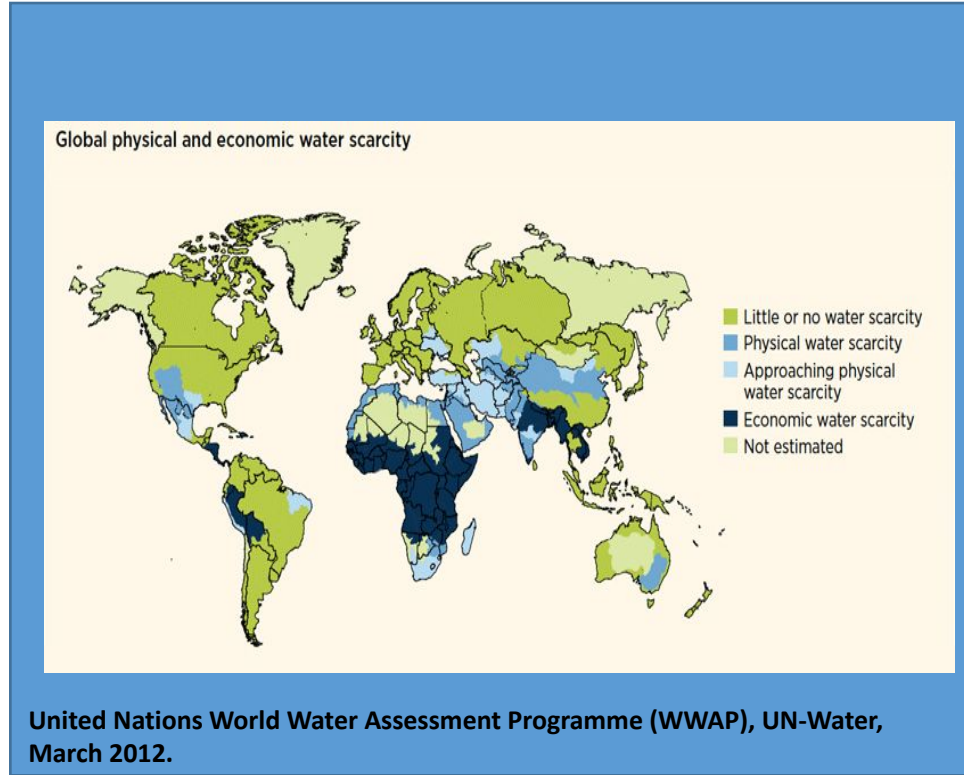 Global physical and economic water scarcity
Little or no water scarcity
Physical water scarcity
Approaching physical
water scarcity
Economic water scarcity
Not estimated
United Nations World Water Assessment Programme (WWAP), UN-Water,
March 2012.